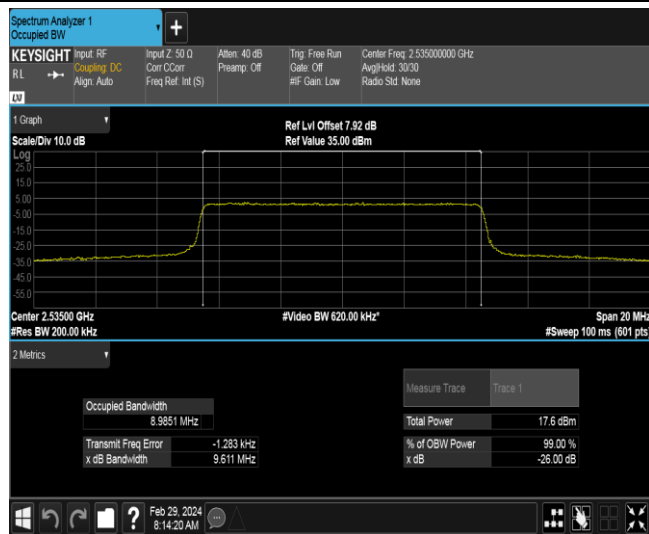 Spectrum Analyzer 1
Occupied BW
+
KEYSIGHT
RL
Input: RF
Coupling: DC
Align: Auto
Input Z: 50 Ω
Corr CCorr
Freq Ref: Int (S)
Atten: 40 dB
Preamp: Off
Trig: Free Run
Gate: Off
#IF Gain: Low
Center Freq: 2.535000000 GHz
Avg|Hold: 30/30
Radio Std: None
LXI
1 Graph
Scale/Div 10.0 dB
Ref Lvl Offset 7.92 dB
Ref Value 35.00 dBm
Log
25.0
15.0
5.00
-5.00
-15.0
-25.0
-35.0
-45.0
-55.0
Center 2.53500 GHz
#Video BW 620.00 kHz*
Span 20 MHz
#Res BW 200.00 kHz
#Sweep 100 ms (601 pts)
2 Metrics
Measure Trace Trace 1
Occupied Bandwidth
8.9851 MHz
Total Power 17.6 dBm
Transmit Freq Error -1.283 kHz
% of OBW Power 99.00 %
x dB Bandwidth 9.611 MHz
x dB -26.00 dB
?
Feb 29, 2024
8:14:20 AM